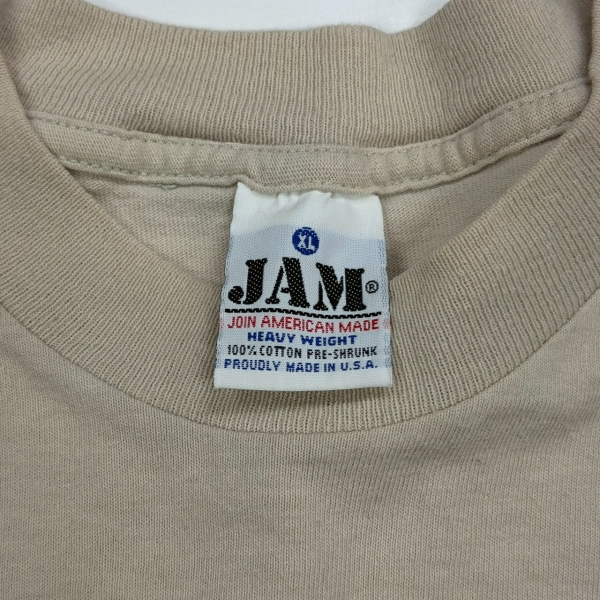 XL
JAM®
JOIN AMERICAN MADE
HEAVY WEIGHT
100% COTTON PRE-SHRUNK
PROUDLY MADE IN U.S.A.